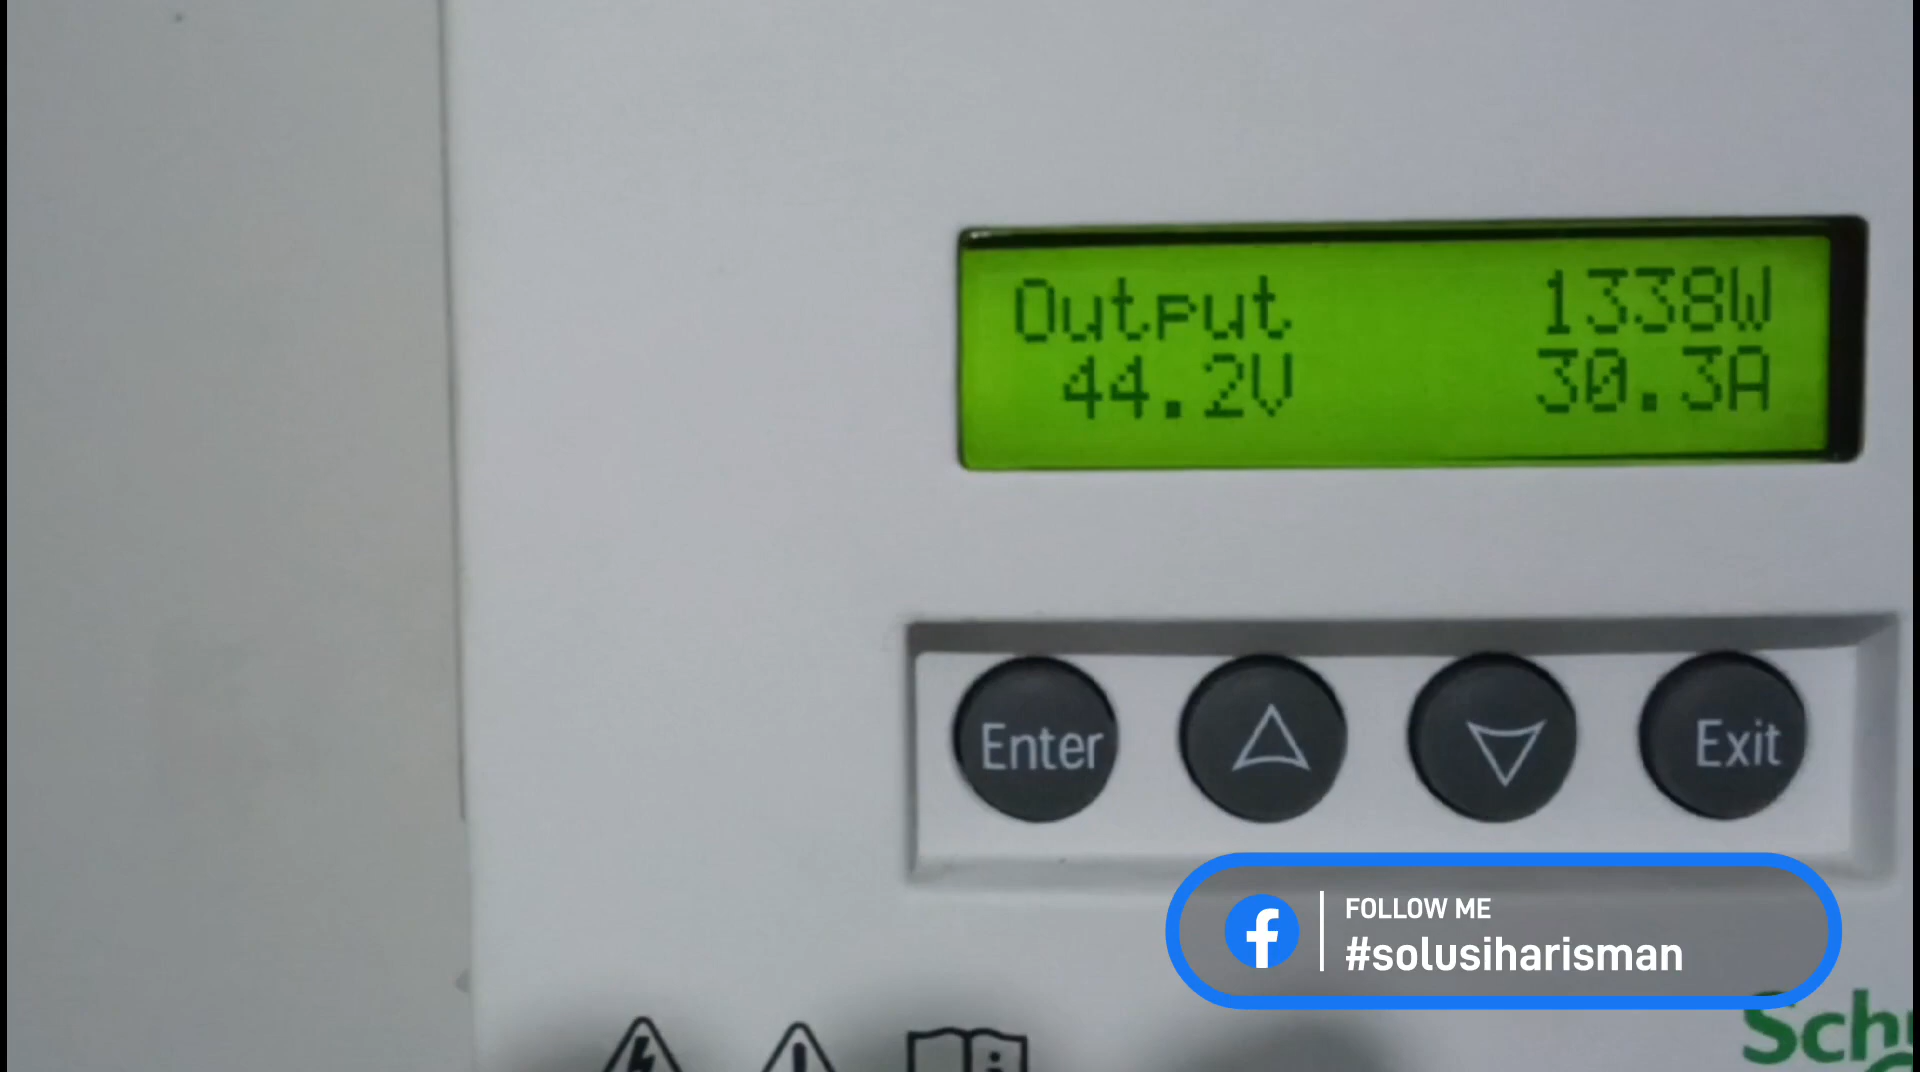 Output 1338W
44.2V 30.3A
Enter Exit
FOLLOW ME
#solusiharisman